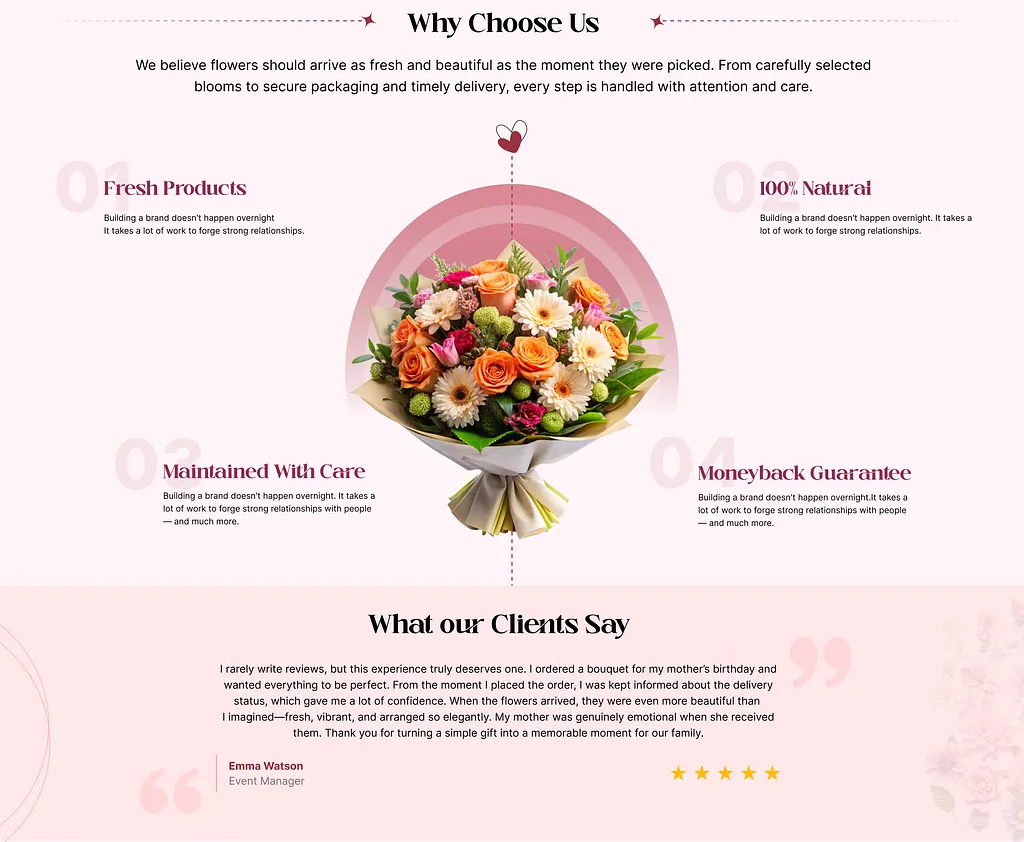 Why Choose Us
We believe flowers should arrive as fresh and beautiful as the moment they were picked. From carefully selected
blooms to secure packaging and timely delivery, every step is handled with attention and care.
01
Fresh Products
Building a brand doesn't happen overnight
It takes a lot of work to forge strong relationships.
02
100% Natural
Building a brand doesn't happen overnight. It takes a
lot of work to forge strong relationships.
03
Maintained With Care
Building a brand doesn't happen overnight. It takes a
lot of work to forge strong relationships with people
— and much more.
04
Moneyback Guarantee
Building a brand doesn't happen overnight.It takes a
lot of work to forge strong relationships with people
— and much more.
What our Clients Say
I rarely write reviews, but this experience truly deserves one. I ordered a bouquet for my mother's birthday and
wanted everything to be perfect. From the moment I placed the order, I was kept informed about the delivery
status, which gave me a lot of confidence. When the flowers arrived, they were even more beautiful than
I imagined—fresh, vibrant, and arranged so elegantly. My mother was genuinely emotional when she received
them. Thank you for turning a simple gift into a memorable moment for our family.
Emma Watson
Event Manager